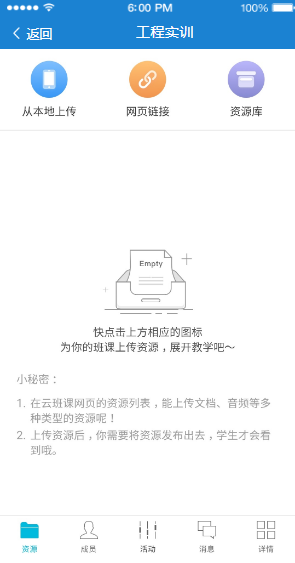 6:00 PM 100%
返回 工程实训
从本地上传 网页链接 资源库
Empty
快点击上方相应的图标
为你的班课上传资源，展开教学吧～
小秘密：
1. 在云班课网页的资源列表，能上传文档、音频等多
种类型的资源呢！
2. 上传资源后，你需要将资源发布出去，学生才会看
到哦。
资源 成员 活动 消息 详情